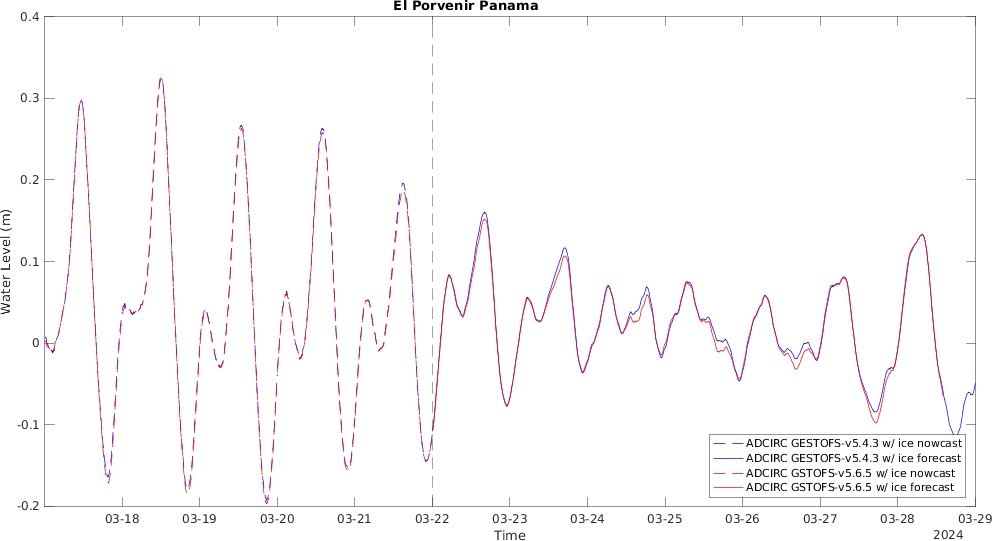 El Porvenir Panama
0.4
0.3
0.2
0.1
0
-0.1
-0.2
Water Level (m)
ADCIRC GESTOFS-v5.4.3 w/ ice nowcast
ADCIRC GESTOFS-v5.4.3 w/ ice forecast
ADCIRC GSTOFS-v5.6.5 w/ ice nowcast
ADCIRC GSTOFS-v5.6.5 w/ ice forecast
03-18 03-19 03-20 03-21 03-22 03-23 03-24 03-25 03-26 03-27 03-28 03-29
Time
2024